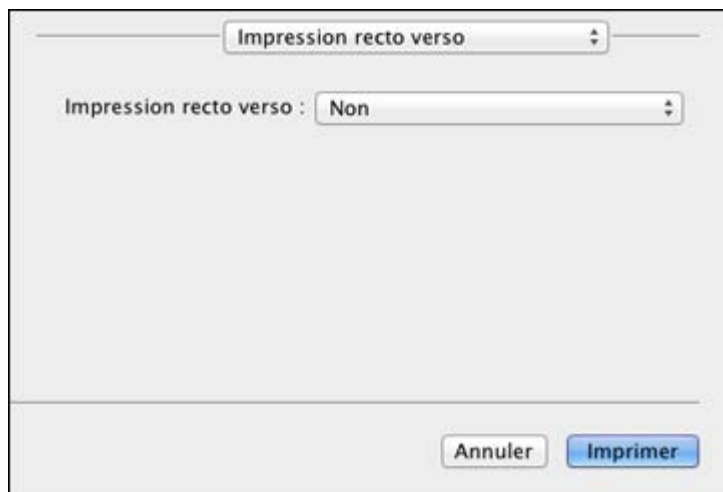 Impression recto verso
Impression recto verso : Non
Annuler Imprimer